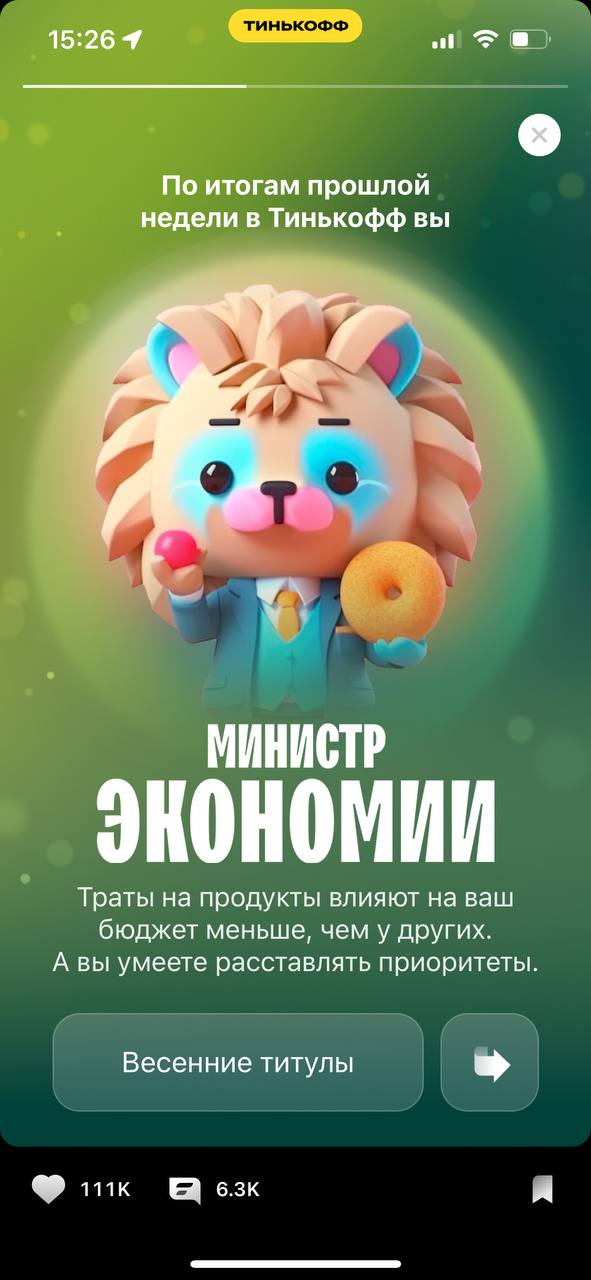 15:26
ТИНЬКОФФ
По итогам прошлой
недели в Тинькофф вы
МИНИСТР
ЭКОНОМИИ
Траты на продукты влияют на ваш
бюджет меньше, чем у других.
А вы умеете расставлять приоритеты.
Весенние титулы
111K
6.3K